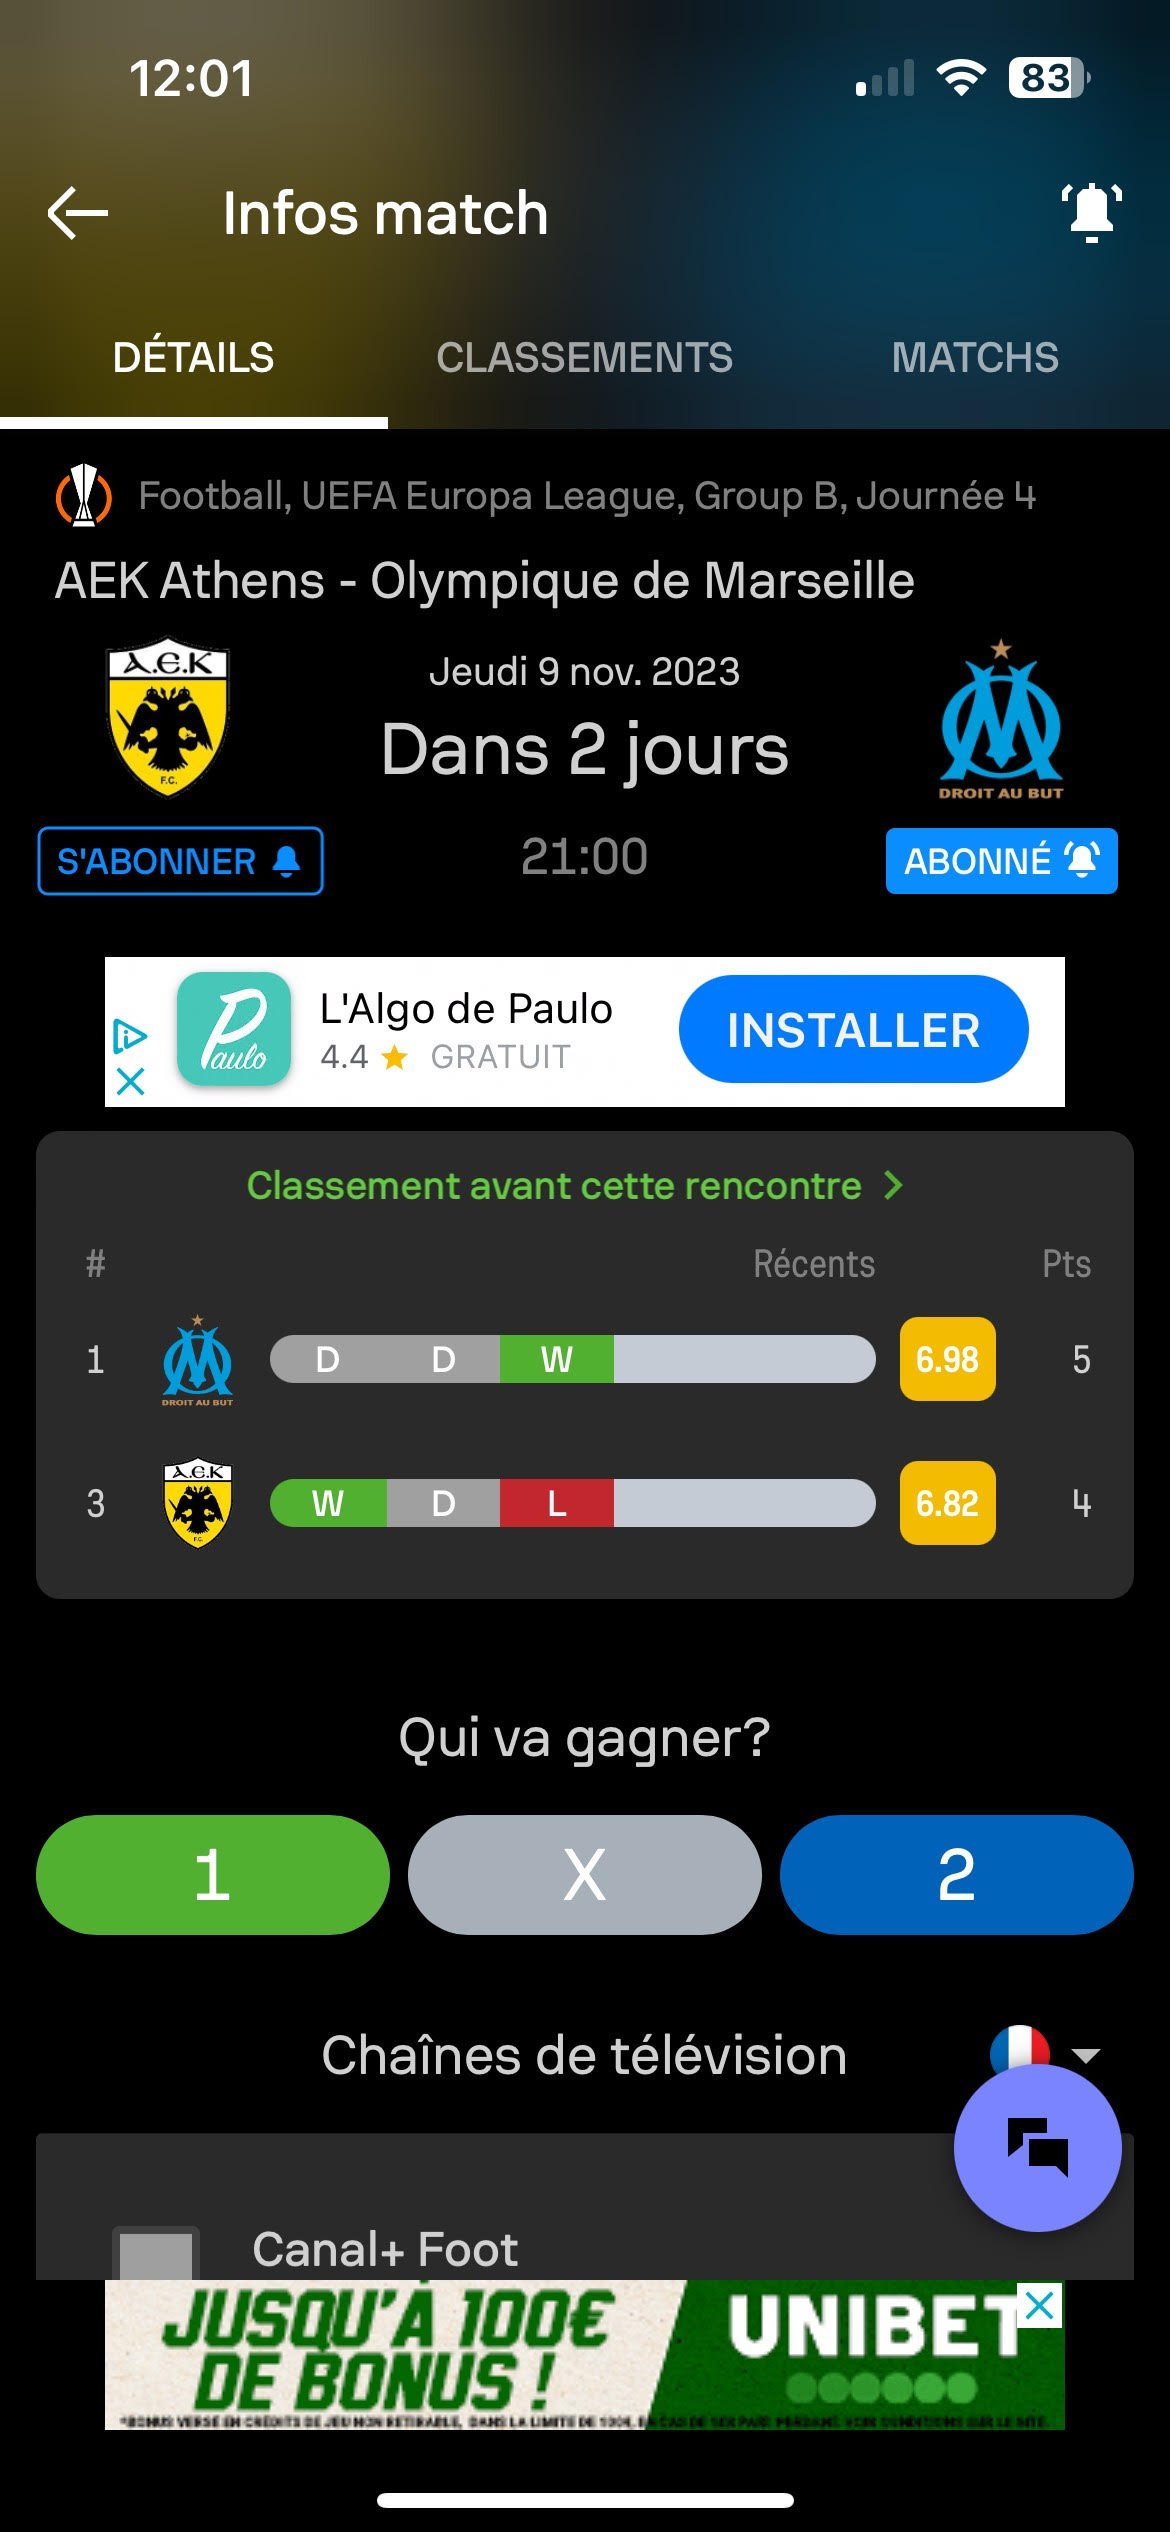 12:01
83
Infos match
DÉTAILS
CLASSEMENTS
MATCHS
Football, UEFA Europa League, Group B, Journée 4
AEK Athens - Olympique de Marseille
A.E.K
F.C.
Jeudi 9 nov. 2023
Dans 2 jours
21:00
DROIT AU BUT
S'ABONNER
ABONNÉ
Paulo
L'Algo de Paulo
4.4 GRATUIT
INSTALLER
Classement avant cette rencontre
# Récents Pts
1 DROIT AU BUT D D W 6.98 5
3 A.E.K F.C. W D L 6.82 4
Qui va gagner?
1 X 2
Chaînes de télévision
Canal+ Foot
JUSQU'À 100€
DE BONUS !
UNIBET